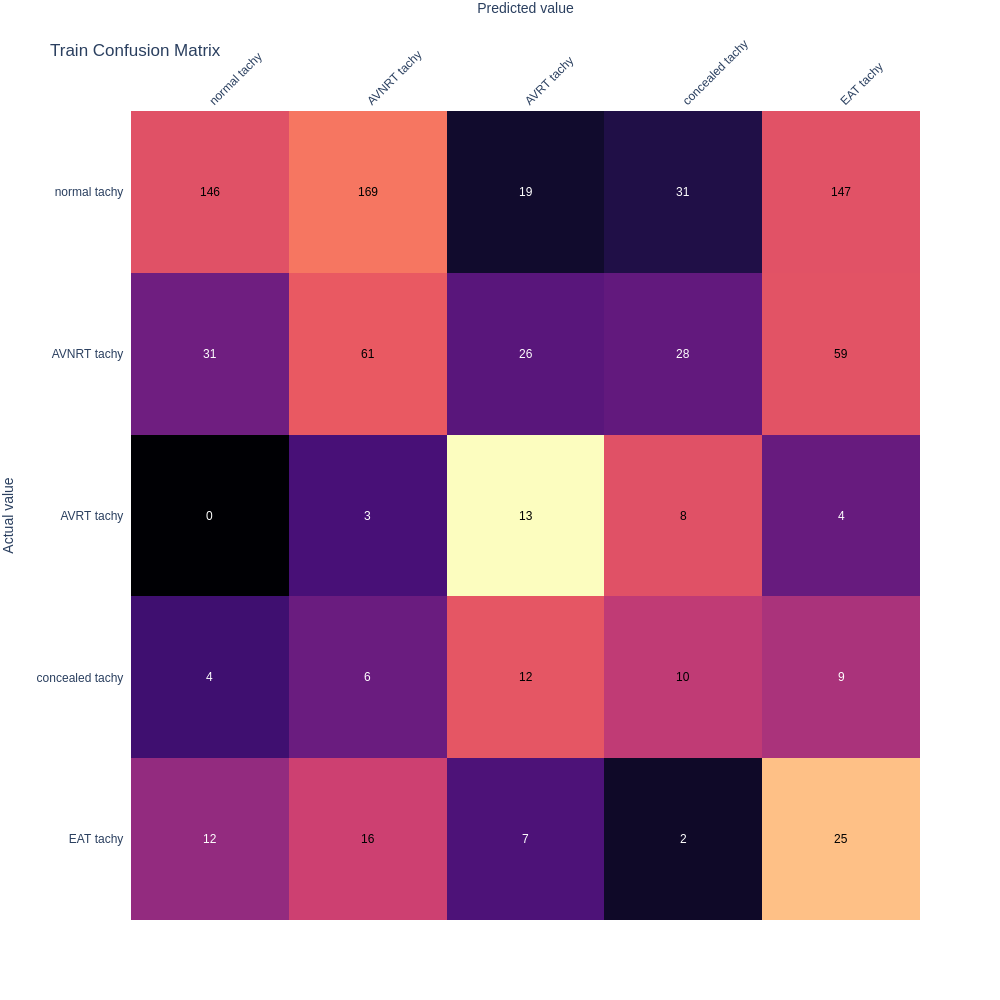 Predicted value
Train Confusion Matrix
normal tachy
AVNRT tachy
AVRT tachy
concealed tachy
EAT tachy
Actual value
normal tachy 146 169 19 31 147
AVNRT tachy 31 61 26 28 59
AVRT tachy 0 3 13 8 4
concealed tachy 4 6 12 10 9
EAT tachy 12 16 7 2 25